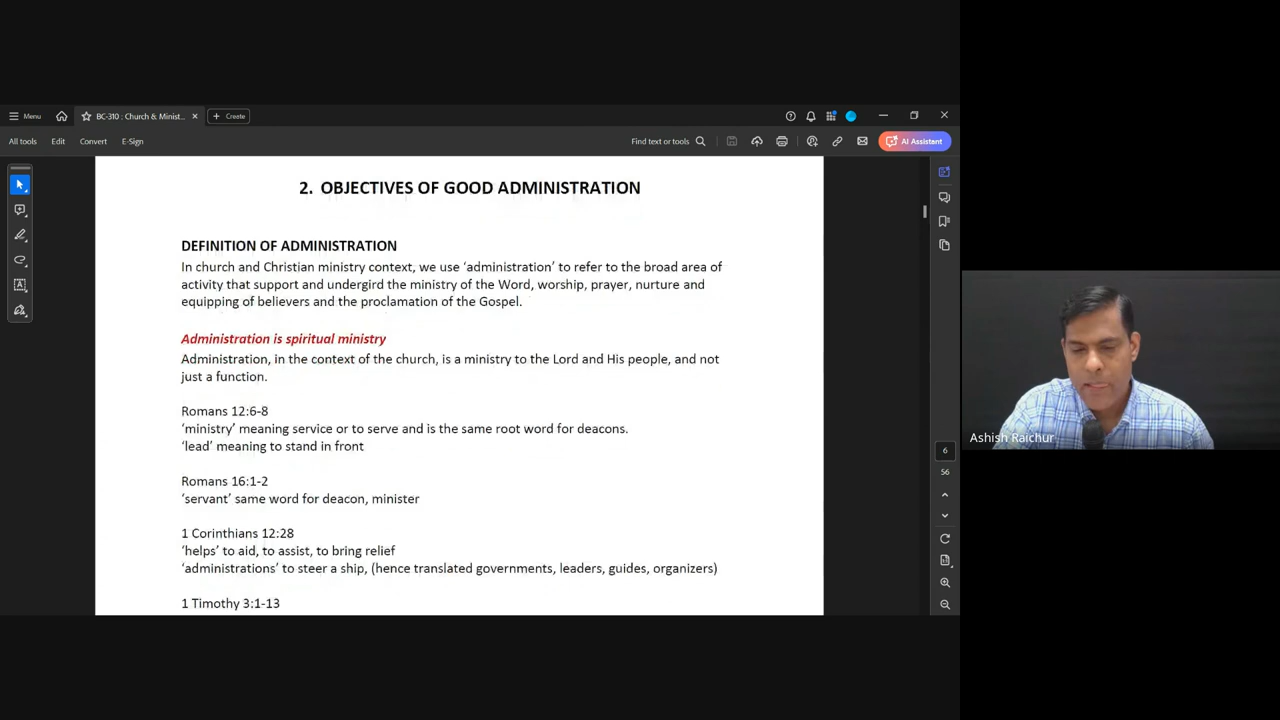 Menu
BC-310 : Church & Minist...
Create
All tools
Edit
Convert
E-Sign
Find text or tools
AI Assistant
2. OBJECTIVES OF GOOD ADMINISTRATION
DEFINITION OF ADMINISTRATION
In church and Christian ministry context, we use ‘administration’ to refer to the broad area of
activity that support and undergird the ministry of the Word, worship, prayer, nurture and
equipping of believers and the proclamation of the Gospel.
Administration is spiritual ministry
Administration, in the context of the church, is a ministry to the Lord and His people, and not
just a function.
Romans 12:6-8
‘ministry’ meaning service or to serve and is the same root word for deacons.
‘lead’ meaning to stand in front
Romans 16:1-2
‘servant’ same word for deacon, minister
1 Corinthians 12:28
‘helps’ to aid, to assist, to bring relief
‘administrations’ to steer a ship, (hence translated governments, leaders, guides, organizers)
1 Timothy 3:1-13
6
56
Ashish Raichur